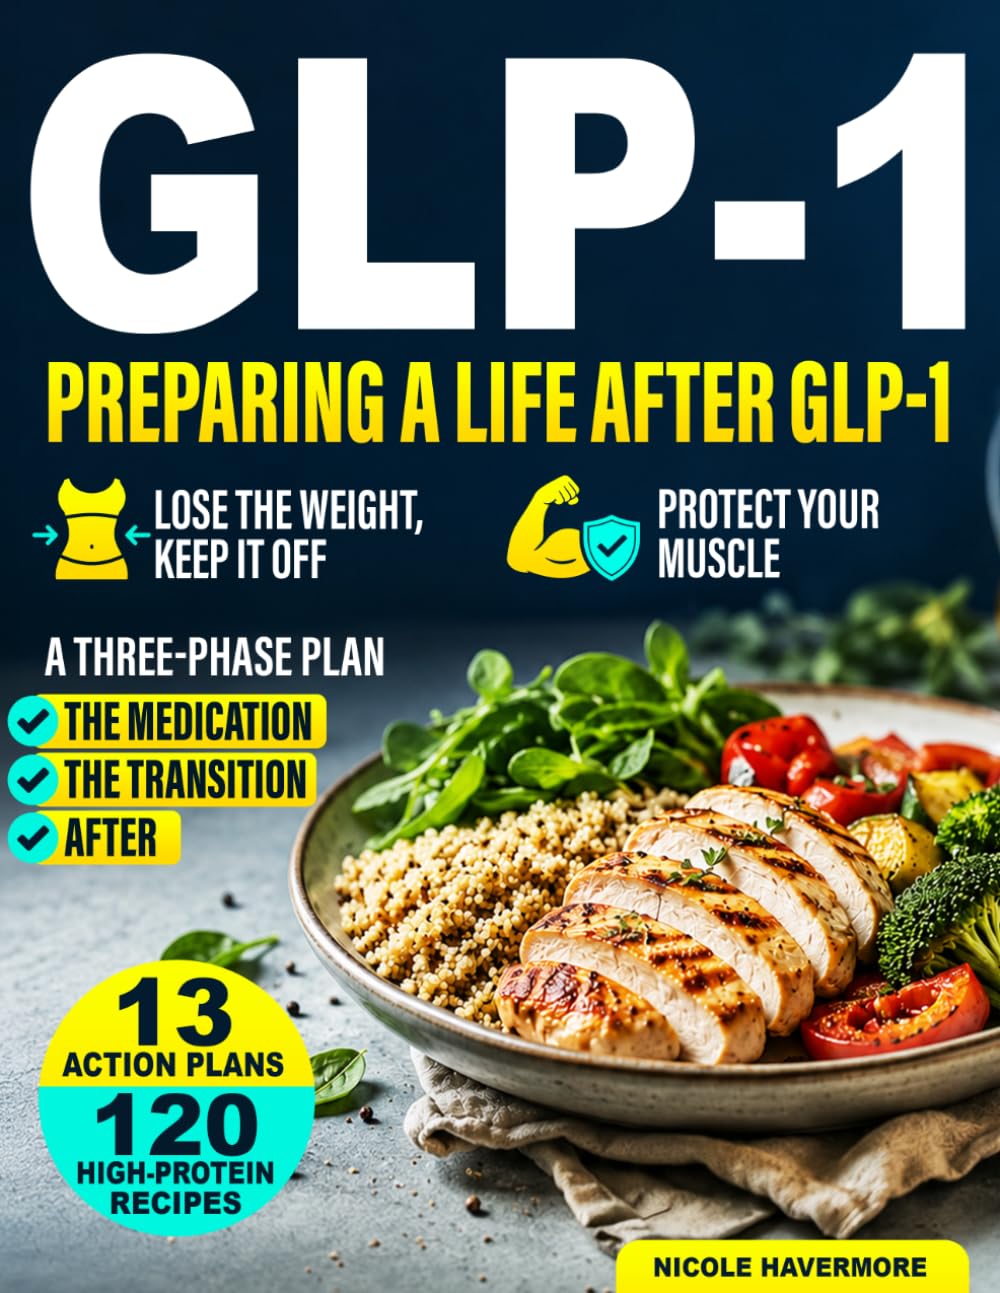 GLP-1
PREPARING A LIFE AFTER GLP-1
LOSE THE WEIGHT,
KEEP IT OFF
PROTECT YOUR
MUSCLE
A THREE-PHASE PLAN
THE MEDICATION
THE TRANSITION
AFTER
13
ACTION PLANS
120
HIGH-PROTEIN
RECIPES
NICOLE HAVERMORE